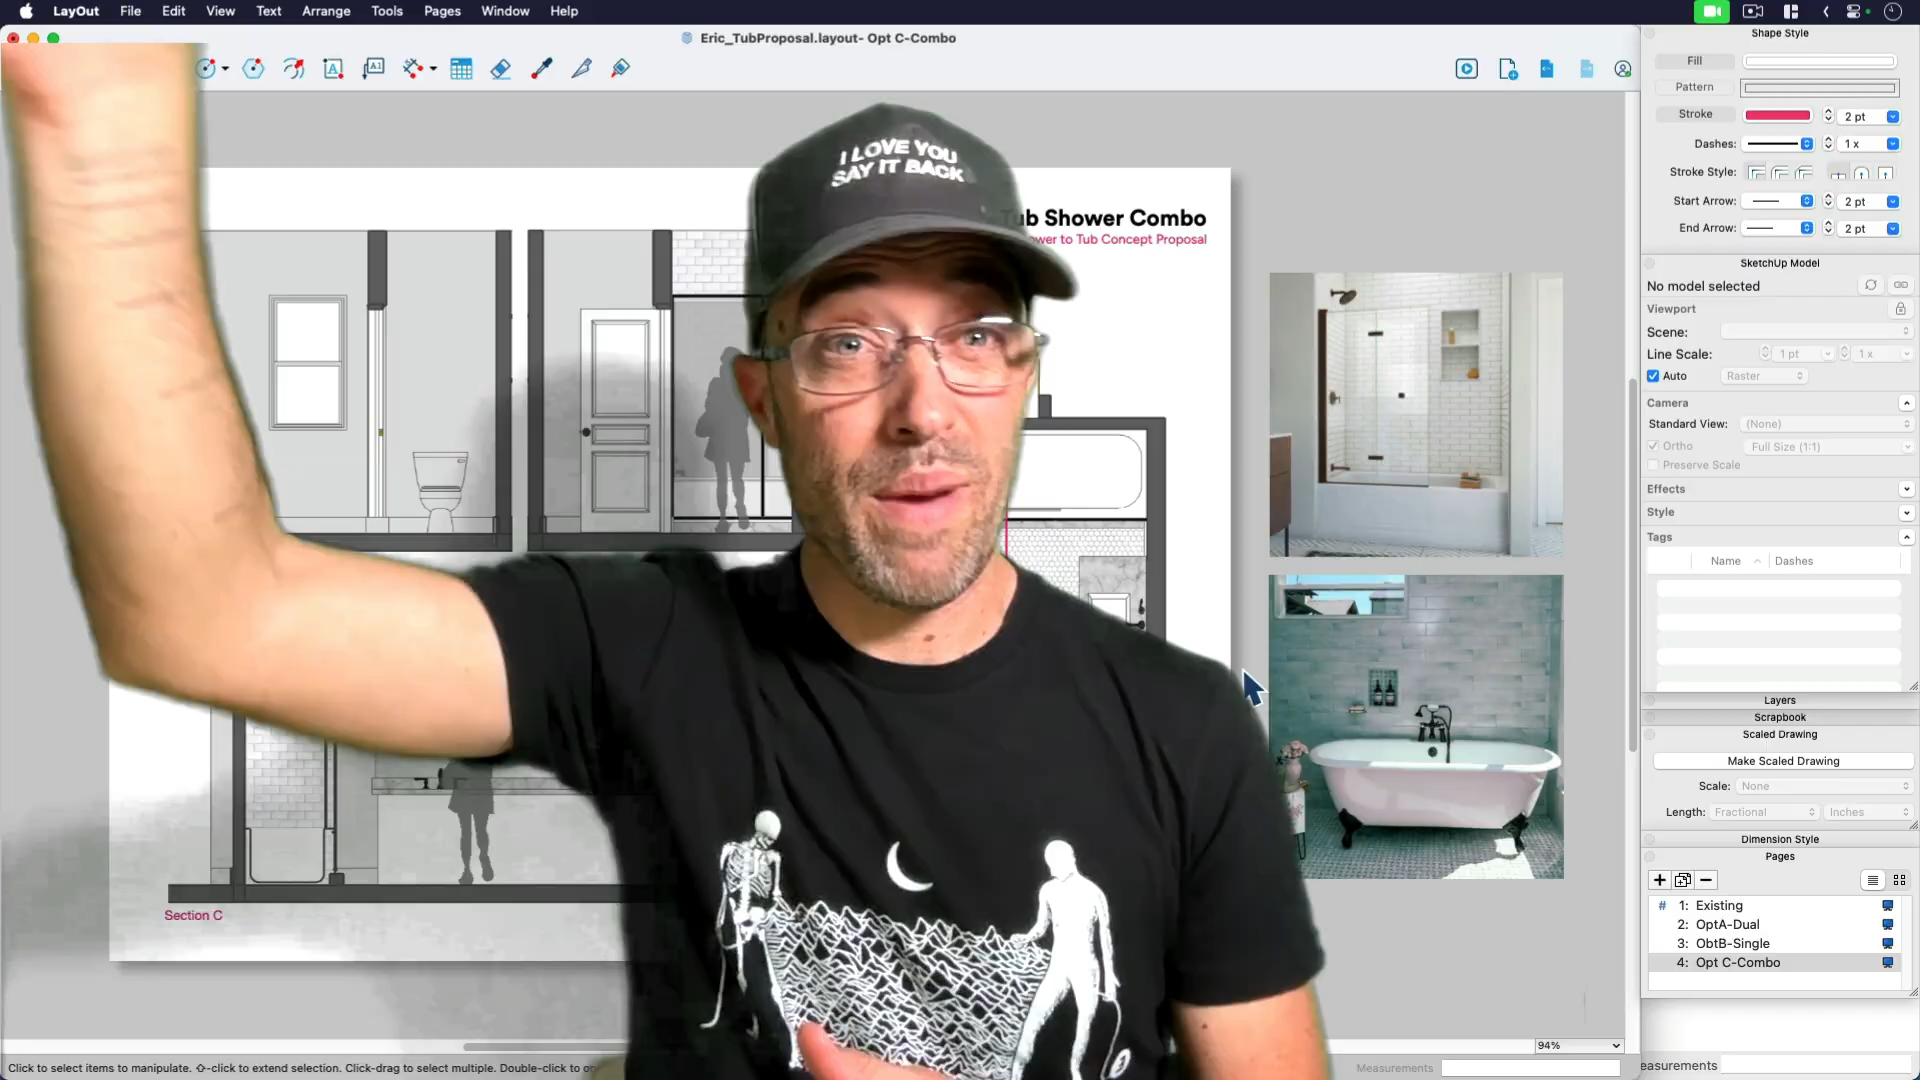 LayOut File Edit View Text Arrange Tools Pages Window Help
Eric_TubProposal.layout- Opt C-Combo
A
A1
I LOVE YOU
SAY IT BACK
Tub Shower Combo
to Tub Concept Proposal
Section C
Shape Style
Fill
Pattern
Stroke 2 pt
Dashes: 1 x
Stroke Style:
Start Arrow: 2 pt
End Arrow: 2 pt
SketchUp Model
No model selected
Viewport
Scene:
Line Scale: 1 pt 1 x
Auto Raster
Camera
Standard View: (None)
Ortho Full Size (1:1)
Preserve Scale
Effects
Style
Tags
Name Dashes
Layers
Scrapbook
Scaled Drawing
Make Scaled Drawing
Scale: None
Length: Fractional Inches
Dimension Style
Pages
# 1: Existing
2: OptA-Dual
3: ObtB-Single
4: Opt C-Combo
94%
Click to select items to manipulate. ⇧-click to extend selection. Click-drag to select multiple. Double-click to
Measurements
easurements